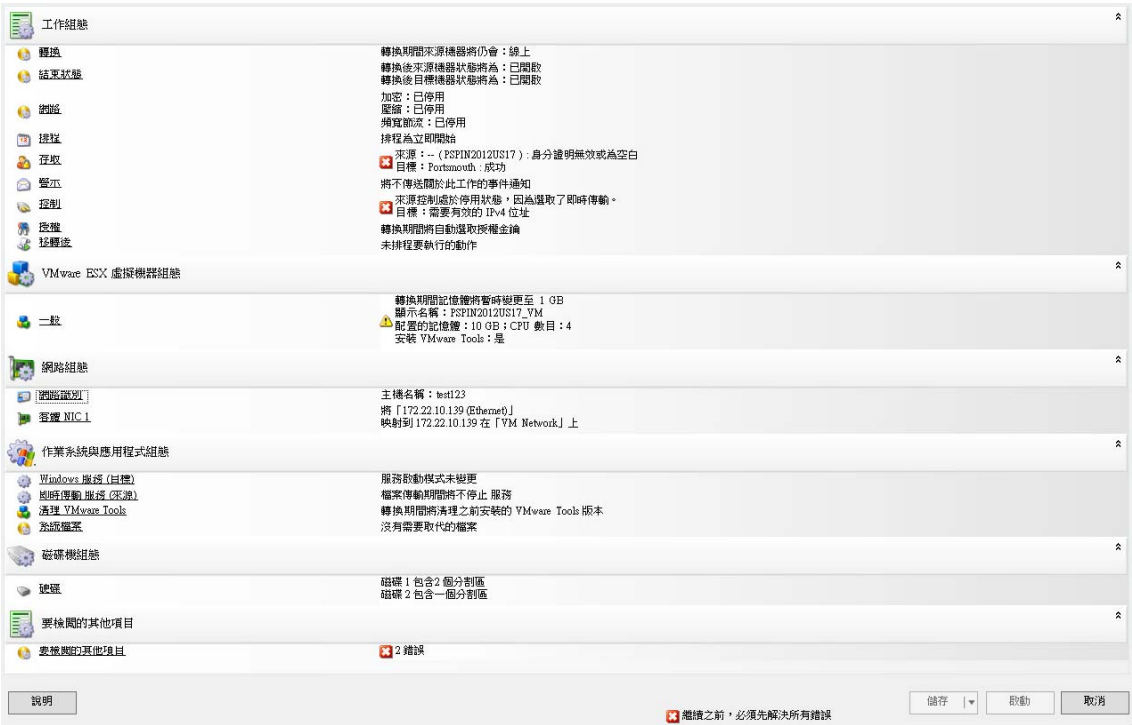 工作組態
轉換
轉換期間來源機器將仍會：線上
結束狀態
轉換後來源機器狀態將為：已開啟
轉換後目標機器狀態將為：已開啟
網路
加密：已停用
壓縮：已停用
頻寬節流：已停用
排程
排程為立即開始
存取
來源：-- ( PSPIN2012US17 ) : 身分證明無效或為空白
目標：Portsmouth : 成功
警示
將不傳送關於此工作的事件通知
控制
來源控制處於停用狀態，因為選取了即時傳輸。
目標：需要有效的 IPv4 位址
授權
轉換期間將自動選取授權金鑰
移轉後
未排程要執行的動作
VMware ESX 虛擬機器組態
一般
轉換期間記憶體將暫時變更至 1 GB
顯示名稱：PSPIN2012US17_VM
配置的記憶體：10 GB；CPU 數目：4
安裝 VMware Tools：是
網路組態
網路識別
主機名稱：test123
客體 NIC 1
將「172.22.10.139 (Ethernet)」
映射到 172.22.10.139 在「VM Network」上
作業系統與應用程式組態
Windows 服務 (目標)
服務啟動模式未變更
即時傳輸 服務 (來源)
檔案傳輸期間將不停止 服務
清理 VMware Tools
轉換期間將清理之前安裝的 VMware Tools 版本
系統檔案
沒有需要取代的檔案
磁碟機組態
硬碟
磁碟 1 包含2 個分割區
磁碟 2 包含一個分割區
要檢閱的其他項目
要檢閱的其他項目
2 錯誤
說明
繼續之前，必須先解決所有錯誤
儲存
啟動
取消